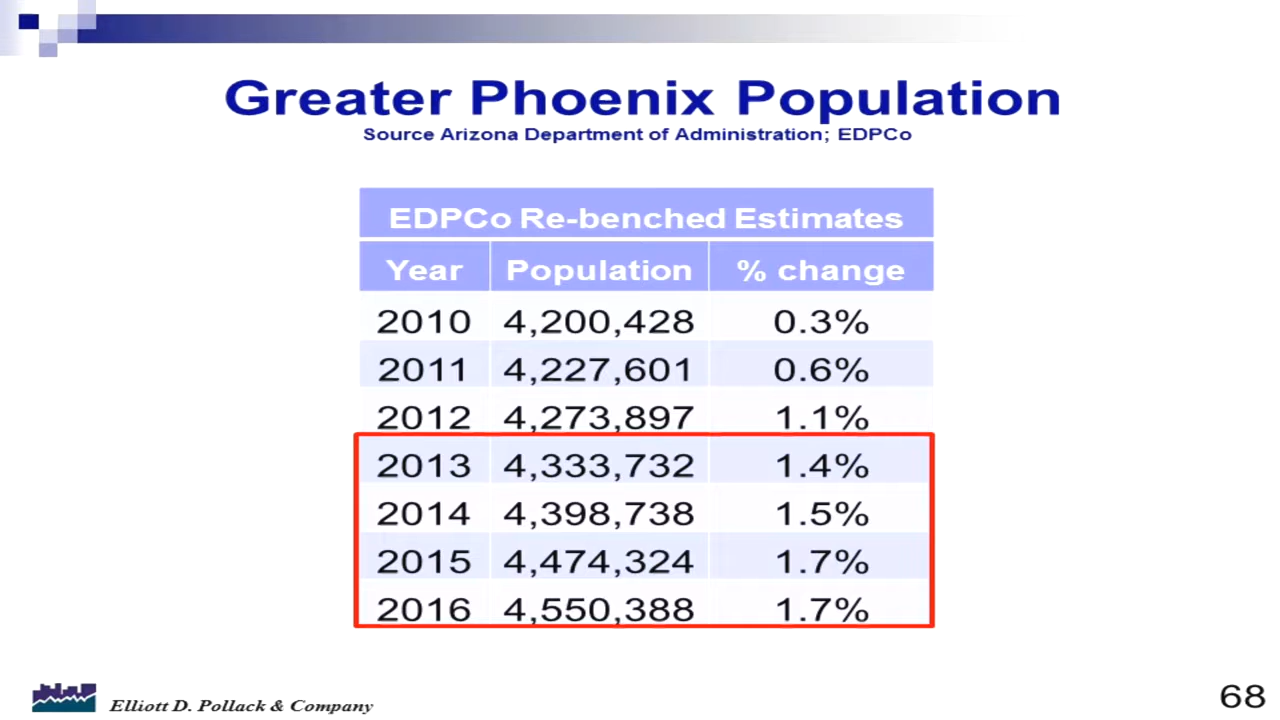 Greater Phoenix Population
Source Arizona Department of Administration; EDPCo
EDPCo Re-benched Estimates
Year Population % change
2010 4,200,428 0.3%
2011 4,227,601 0.6%
2012 4,273,897 1.1%
2013 4,333,732 1.4%
2014 4,398,738 1.5%
2015 4,474,324 1.7%
2016 4,550,388 1.7%
Elliott D. Pollack & Company
68